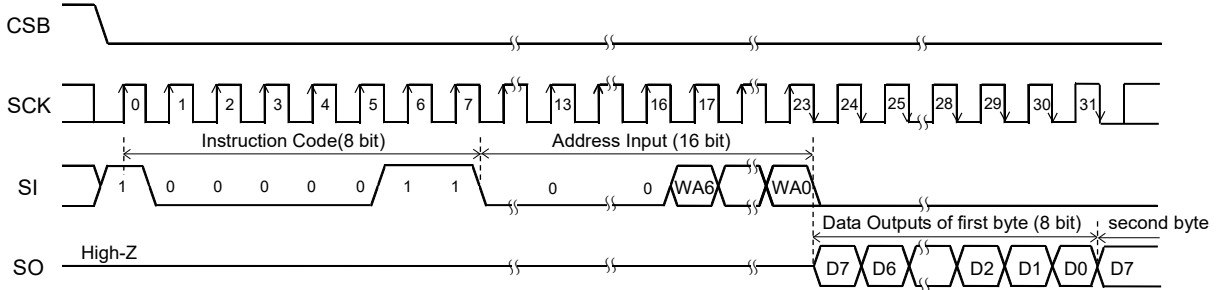 CSB
SCK 0 1 2 3 4 5 6 7 13 16 17 23 24 25 28 29 30 31
Instruction Code(8 bit) Address Input (16 bit)
SI 1 0 0 0 0 0 1 1 0 0 WA6 WA0
Data Outputs of first byte (8 bit) second byte
High-Z
SO D7 D6 D2 D1 D0 D7